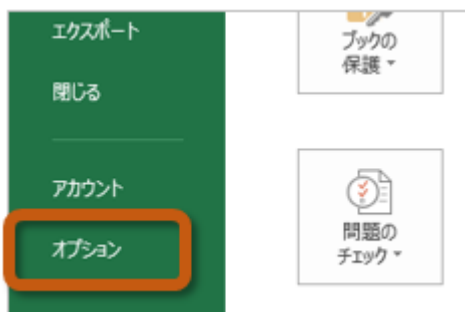 エクスポート
閉じる
アカウント
オプション
ブックの
保護
問題の
チェック